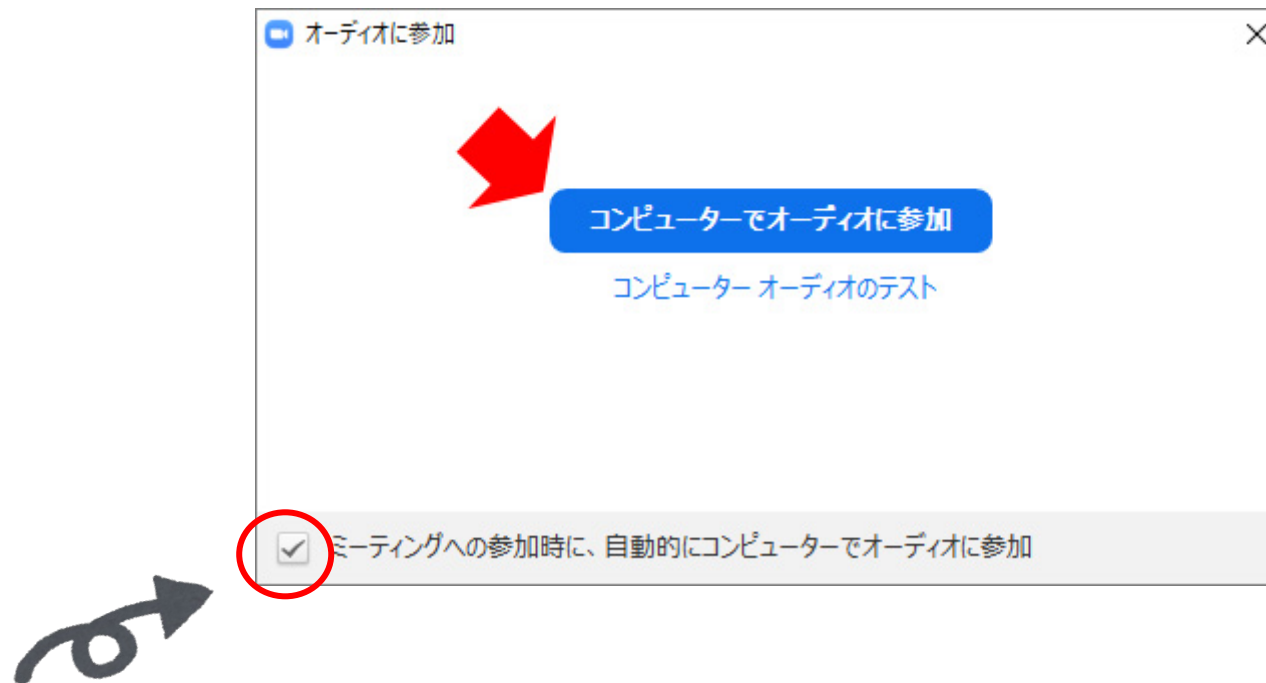 オーディオに参加
コンピューターでオーディオに参加
コンピューター オーディオのテスト
ミーティングへの参加時に、自動的にコンピューターでオーディオに参加